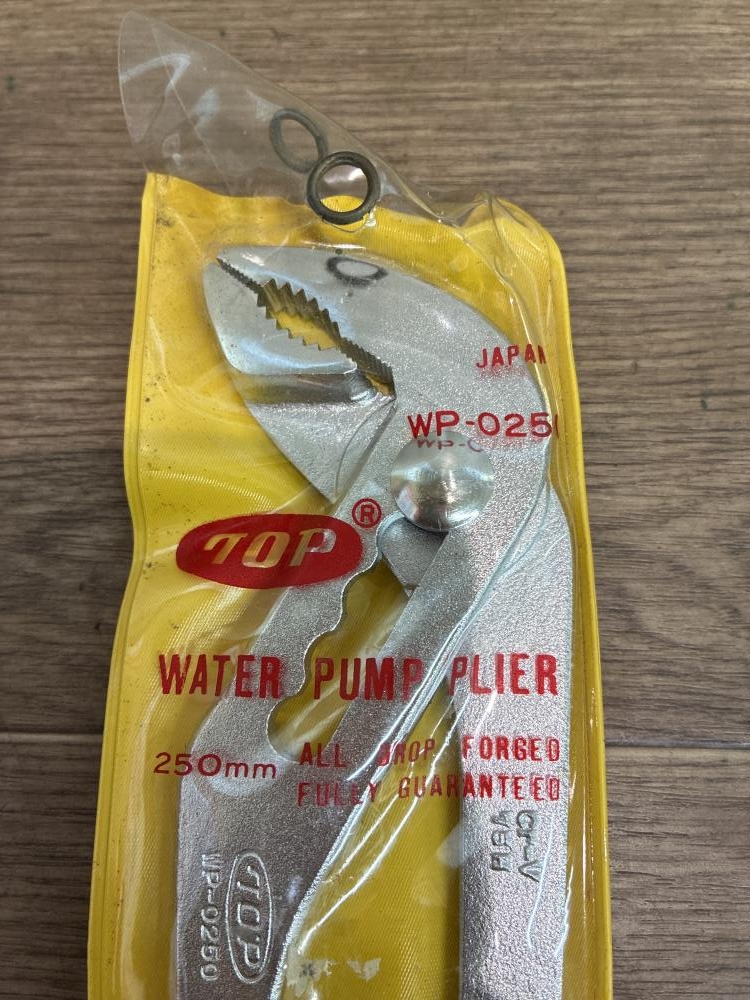 JAPAN
WP-0250
TOP®
WATER PUMP PLIER
250mm
ALL DROP FORGED
FULLY GUARANTEED
Cr-V
WP-0250
TOP